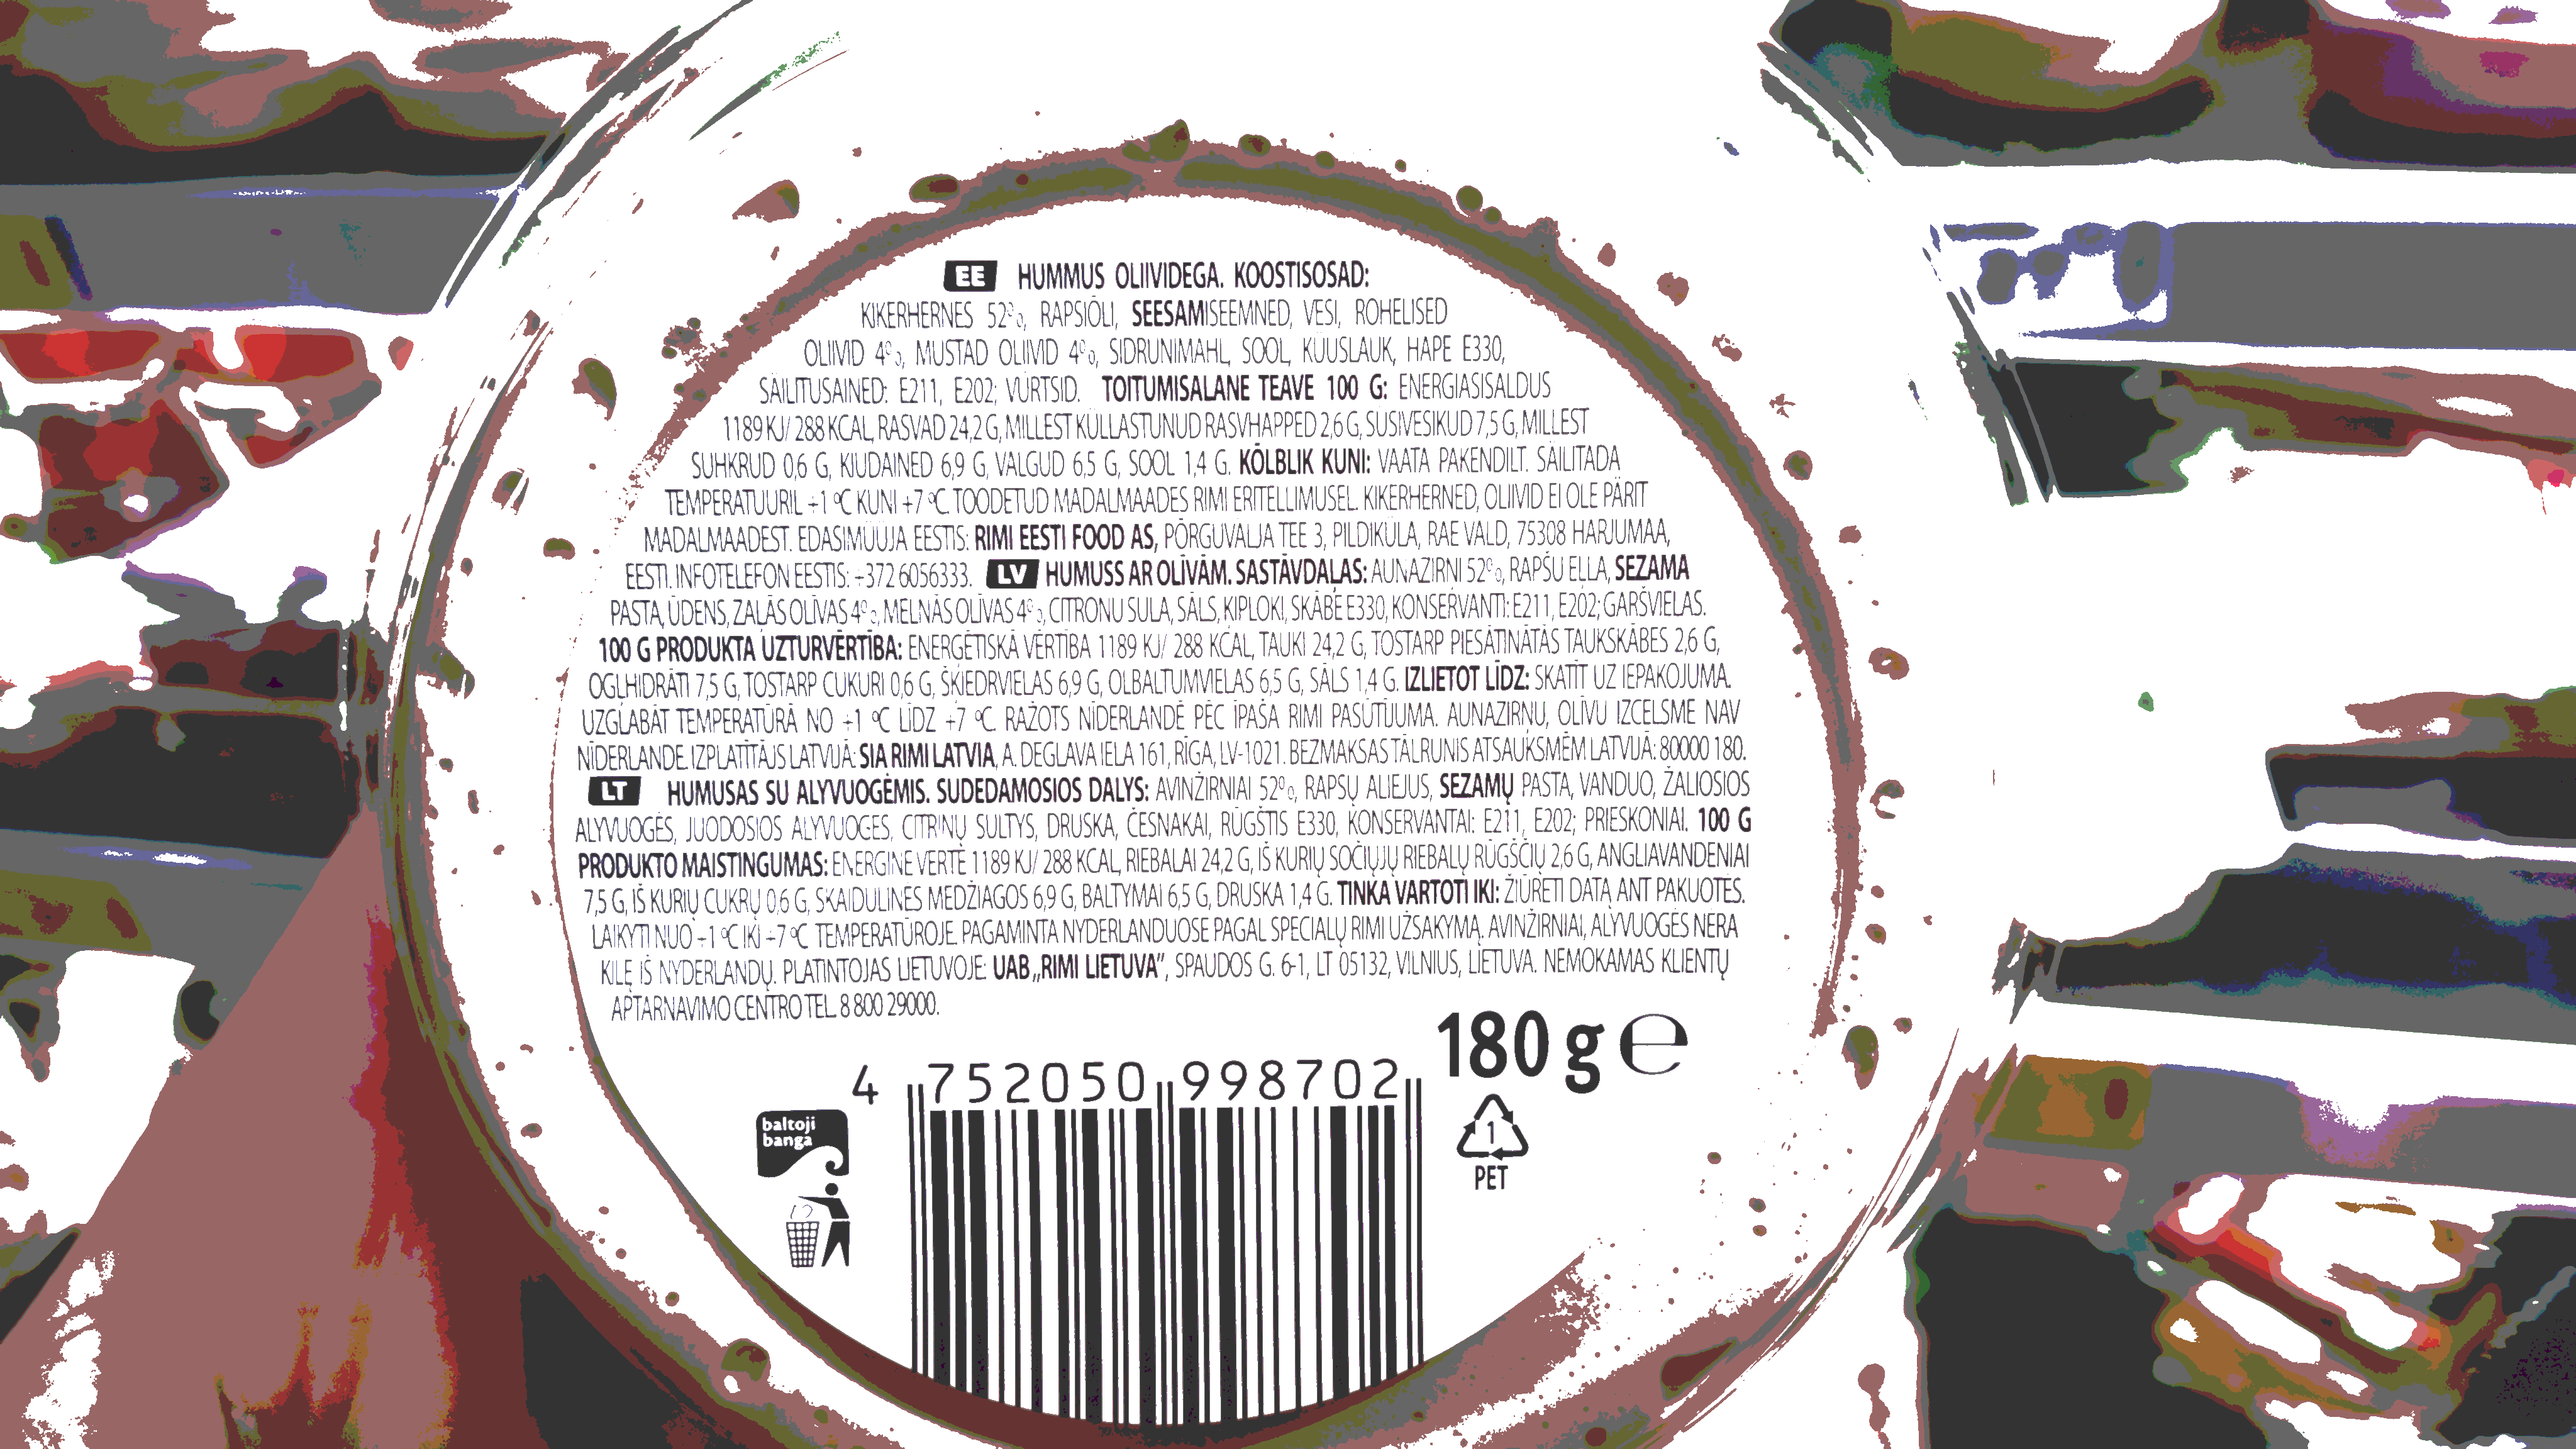 EE HUMMUS OLIIVIDEGA. KOOSTISOSAD:
KIKERHERNES 52%, RAPSIÕLI, SEESAMISEEMNED, VESI, ROHELISED
OLIIVID 4%, MUSTAD OLIIVID 4%, SIDRUNIMAHL, SOOL, KÜÜSLAUK, HAPE E330,
SÄILITUSAINED: E211, E202; VÜRTSID. TOITUMISALANE TEAVE 100 G: ENERGIASISALDUS
1189 KJ/ 288 KCAL, RASVAD 24,2 G, MILLEST KÜLLASTUNUD RASVHAPPED 2,6 G, SÜSIVESIKUD 7,5 G, MILLEST
SUHKRUD 0,6 G, KIUDAINED 6,9 G, VALGUD 6,5 G, SOOL 1,4 G. KÕLBLIK KUNI: VAATA PAKENDILT. SÄILITADA
TEMPERATUURIL +1 °C KUNI +7 °C. TOODETUD MADALMAADES RIMI ERITELLIMUSEL. KIKERHERNED, OLIIVID EI OLE PÄRIT
MADALMAADEST. EDASIMÜÜJA EESTIS: RIMI EESTI FOOD AS, PÕRGUVÄLJA TEE 3, PILDIKÜLA, RAE VALD, 75308 HARJUMAA,
EESTI. INFOTELEFON EESTIS: +372 6056333. LV HUMUSS AR OLĪVĀM. SASTĀVDAĻAS: AUNAZIRŅI 52%, RAPŠU EĻĻA, SEZAMA
PASTA, ŪDENS, ZAĻĀS OLĪVAS 4%, MELNĀS OLĪVAS 4%, CITRONU SULA, SĀLS, ĶIPLOKI, SKĀBE E330, KONSERVANTI: E211, E202; GARŠVIELAS.
100 G PRODUKTA UZTURVĒRTĪBA: ENERĢĒTISKĀ VĒRTĪBA 1189 KJ/ 288 KCAL, TAUKI 24,2 G, TOSTARP PIESĀTINĀTĀS TAUKSKĀBES 2,6 G,
OGĻHIDRĀTI 7,5 G, TOSTARP CUKURI 0,6 G, ŠĶIEDRVIELAS 6,9 G, OLBALTUMVIELAS 6,5 G, SĀLS 1,4 G. IZLIETOT LĪDZ: SKATĪT UZ IEPAKOJUMA.
UZGLABĀT TEMPERATŪRĀ NO +1 °C LĪDZ +7 °C. RAŽOTS NĪDERLANDĒ PĒC ĪPAŠA RIMI PASŪTĪJUMA. AUNAZIRŅU, OLĪVU IZCELSME NAV
NĪDERLANDE. IZPLATĪTĀJS LATVIJĀ: SIA RIMI LATVIA, A. DEGLAVA IELA 161, RĪGA, LV-1021. BEZMAKSAS TĀLRUNIS ATSAUKSMĒM LATVIJĀ: 80000 180.
LT HUMUSAS SU ALYVUOGĖMIS. SUDEDAMOSIOS DALYS: AVINŽIRNIAI 52%, RAPSŲ ALIEJUS, SEZAMŲ PASTA, VANDUO, ŽALIOSIOS
ALYVUOGĖS, JUODOSIOS ALYVUOGĖS, CITRINŲ SULTYS, DRUSKA, ČESNAKAI, RŪGŠTIS E330, KONSERVANTAI: E211, E202; PRIESKONIAI. 100 G
PRODUKTO MAISTINGUMAS: ENERGINĖ VERTĖ 1189 KJ/ 288 KCAL, RIEBALAI 24,2 G, IŠ KURIŲ SOČIŲJŲ RIEBALŲ RŪGŠČIŲ 2,6 G, ANGLIAVANDENIAI
7,5 G, IŠ KURIŲ CUKRŲ 0,6 G, SKAIDULINĖS MEDŽIAGOS 6,9 G, BALTYMAI 6,5 G, DRUSKA 1,4 G. TINKA VARTOTI IKI: ŽIŪRĖTI DATĄ ANT PAKUOTĖS.
LAIKYTI NUO +1 °C IKI +7 °C TEMPERATŪROJE. PAGAMINTA NYDERLANDUOSE PAGAL SPECIALŲ RIMI UŽSAKYMĄ. AVINŽIRNIAI, ALYVUOGĖS NĖRA
KILĘ IŠ NYDERLANDŲ. PLATINTOJAS LIETUVOJE: UAB „RIMI LIETUVA”, SPAUDOS G. 6-1, LT 05132, VILNIUS, LIETUVA. NEMOKAMAS KLIENTŲ
APTARNAVIMO CENTRO TEL. 8 800 29000.
180 g e
4 752050 998702
baltoji
banga
1
PET